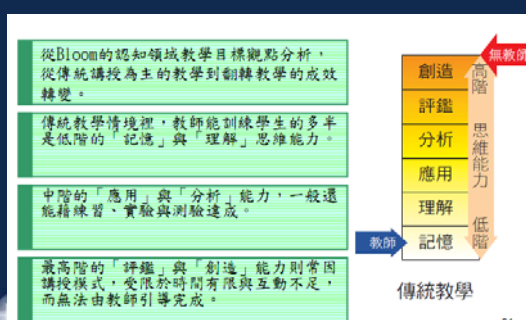 從Bloom的認知領域教學目標觀點分析，
從傳統講授為主的教學到翻轉教學的成效
轉變。
傳統教學情境裡，教師能訓練學生的多半
是低階的「記憶」與「理解」思維能力。
中階的「應用」與「分析」能力，一般還
能藉練習、實驗與測驗達成。
最高階的「評鑑」與「創造」能力則常因
講授模式，受限於時間有限與互動不足，
而無法由教師引導完成。
無教師
創造
評鑑
分析
應用
理解
記憶
高階
思維能力
低階
教師
傳統教學